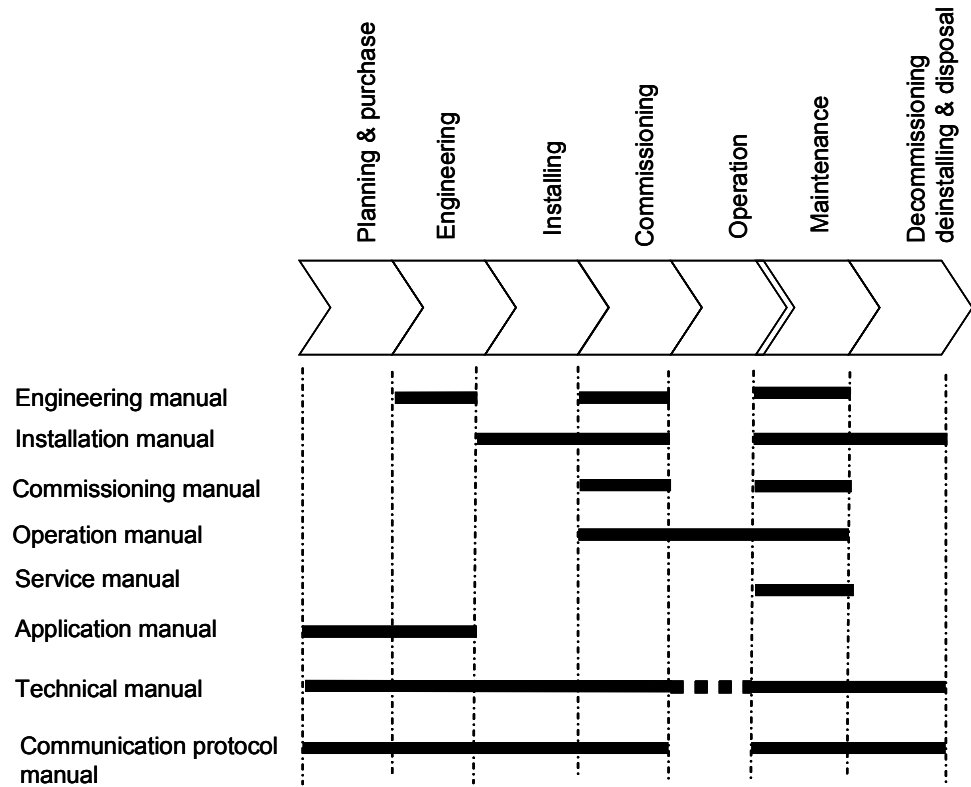 Planning & purchase
Engineering
Installing
Commissioning
Operation
Maintenance
Decommissioning
deinstalling & disposal
Engineering manual
Installation manual
Commissioning manual
Operation manual
Service manual
Application manual
Technical manual
Communication protocol
manual